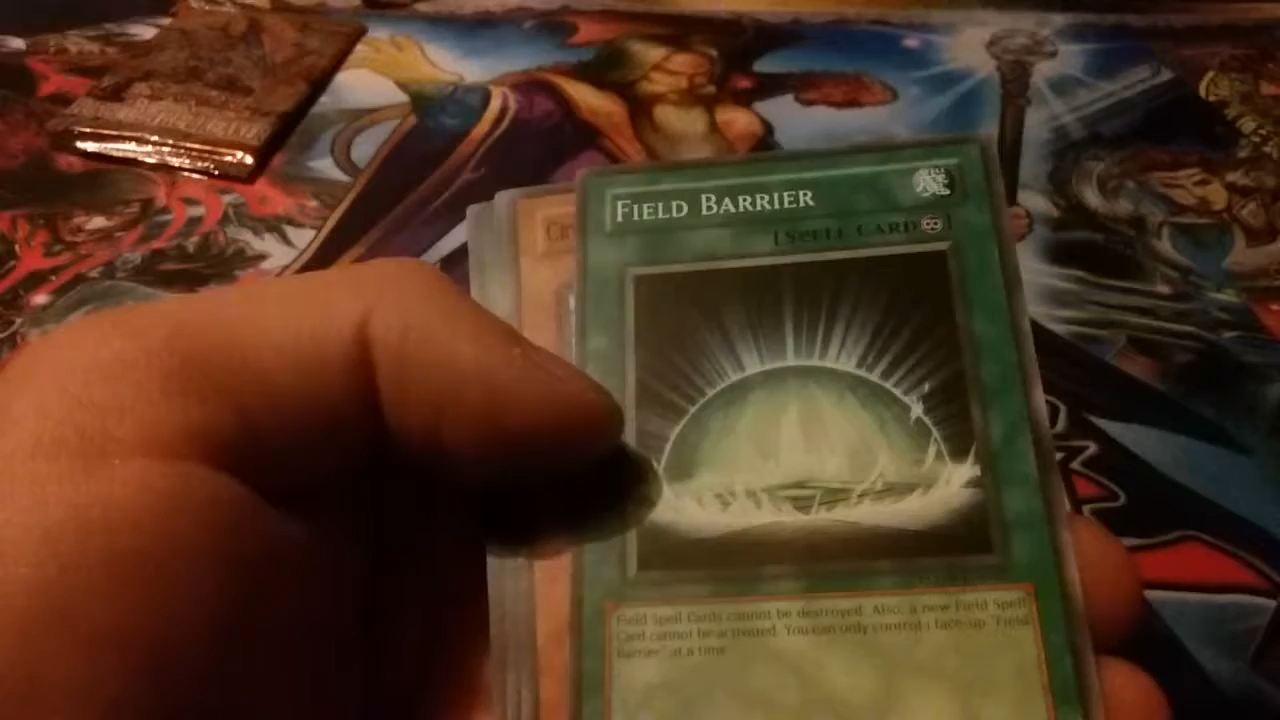 FIELD BARRIER
[SPELL CARD
Field Spell Cards cannot be destroyed. Also, a new Field Spell
Card cannot be activated. You can only control 1 face-up "Field
Barrier" at a time.